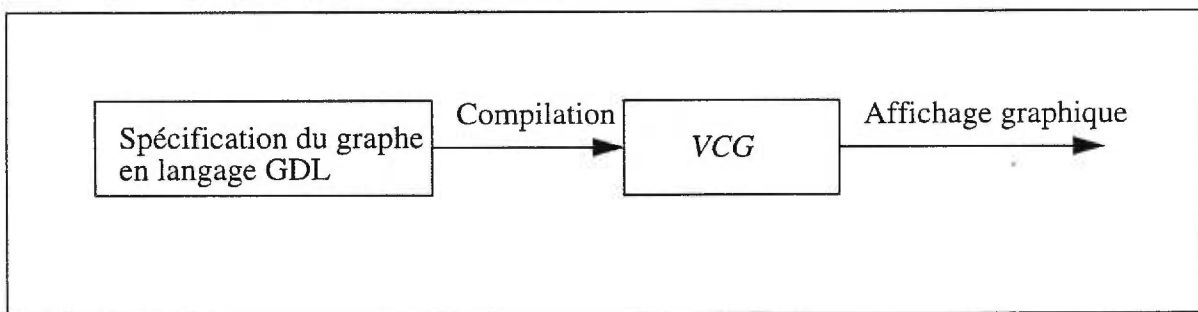 Spécification du graphe
en langage GDL
Compilation
VCG
Affichage graphique